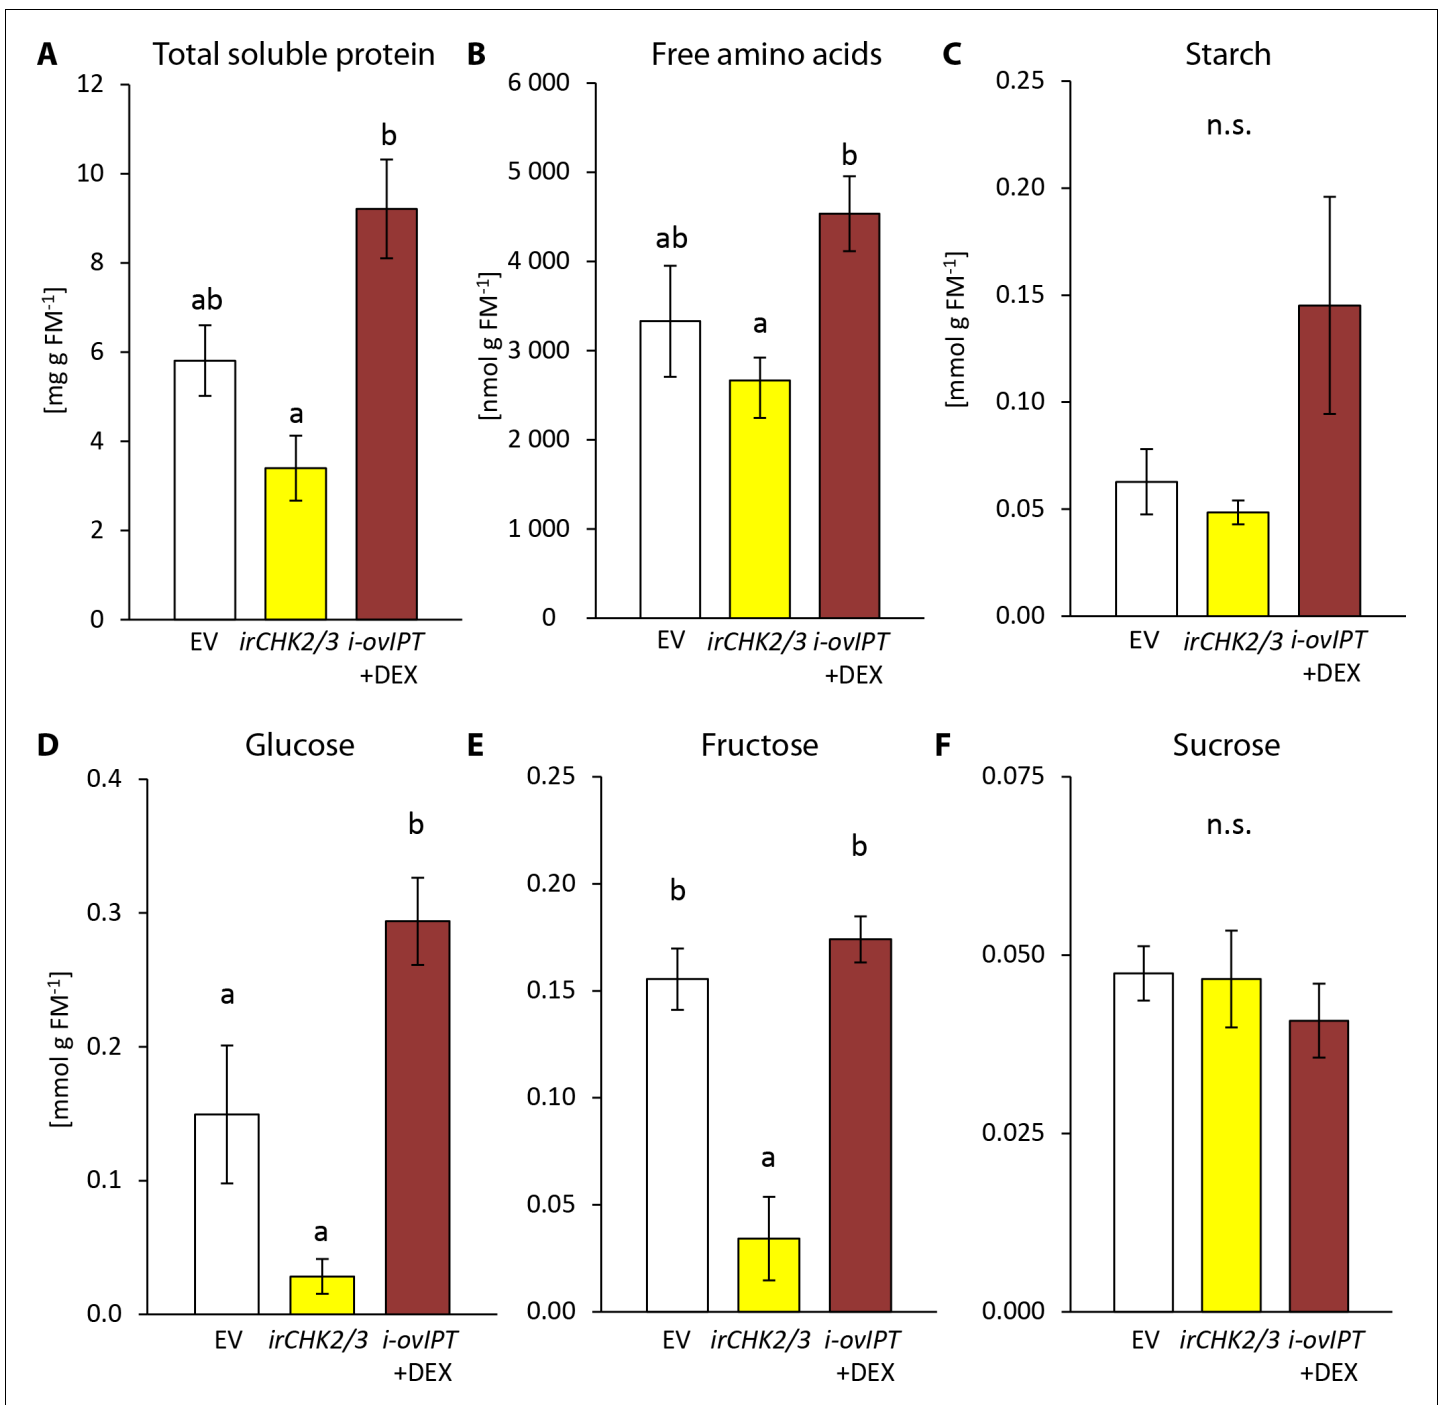 A Total soluble protein
12
10
8
6
4
2
0
[mg g FM⁻¹]
ab
a
b
EV irCHK2/3 i-ovIPT
+DEX
B Free amino acids
6 000
5 000
4 000
3 000
2 000
1 000
0
[nmol g FM⁻¹]
ab
a
b
EV irCHK2/3 i-ovIPT
+DEX
C Starch
0.25
0.20
0.15
0.10
0.05
0.00
[mmol g FM⁻¹]
n.s.
EV irCHK2/3 i-ovIPT
+DEX
D Glucose
0.4
0.3
0.2
0.1
0.0
[mmol g FM⁻¹]
a
a
b
EV irCHK2/3 i-ovIPT
+DEX
E Fructose
0.25
0.20
0.15
0.10
0.05
0.00
b
a
b
EV irCHK2/3 i-ovIPT
+DEX
F Sucrose
0.075
0.050
0.025
0.000
n.s.
EV irCHK2/3 i-ovIPT
+DEX